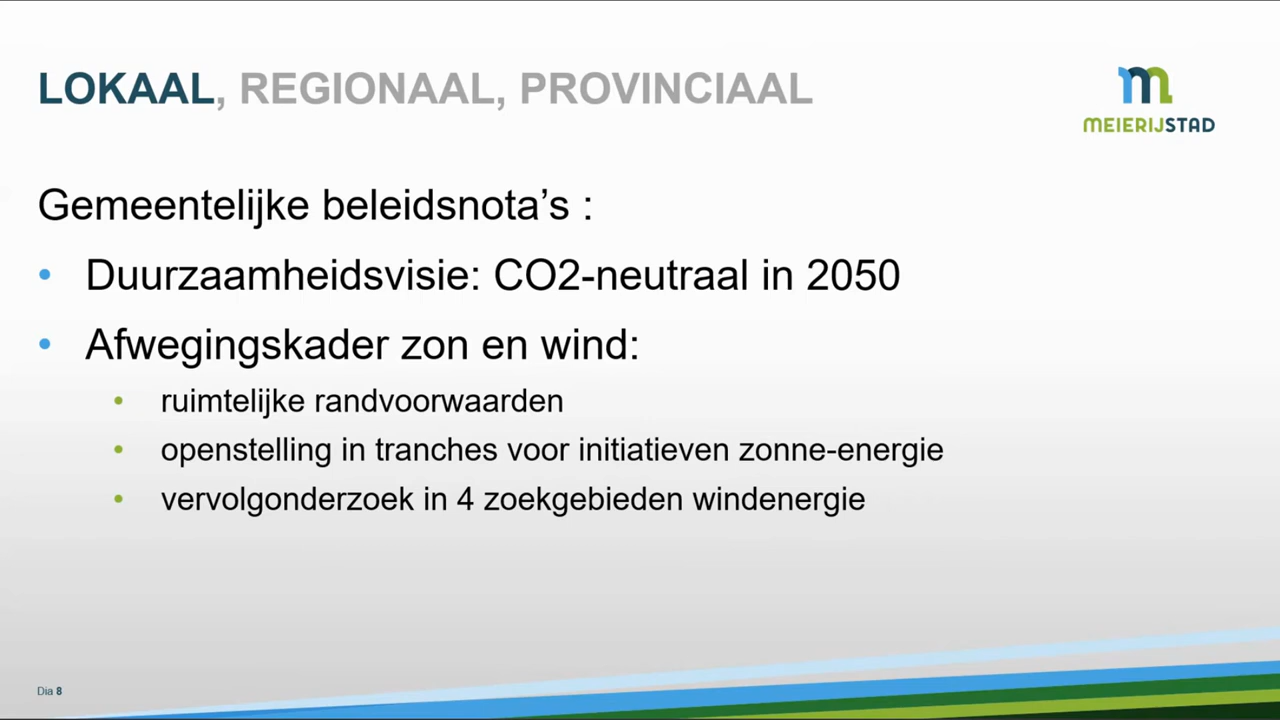 LOKAAL, REGIONAAL, PROVINCIAAL
MEIERIJSTAD
Gemeentelijke beleidsnota’s :
• Duurzaamheidsvisie: CO2-neutraal in 2050
• Afwegingskader zon en wind:
• ruimtelijke randvoorwaarden
• openstelling in tranches voor initiatieven zonne-energie
• vervolgonderzoek in 4 zoekgebieden windenergie
Dia 8